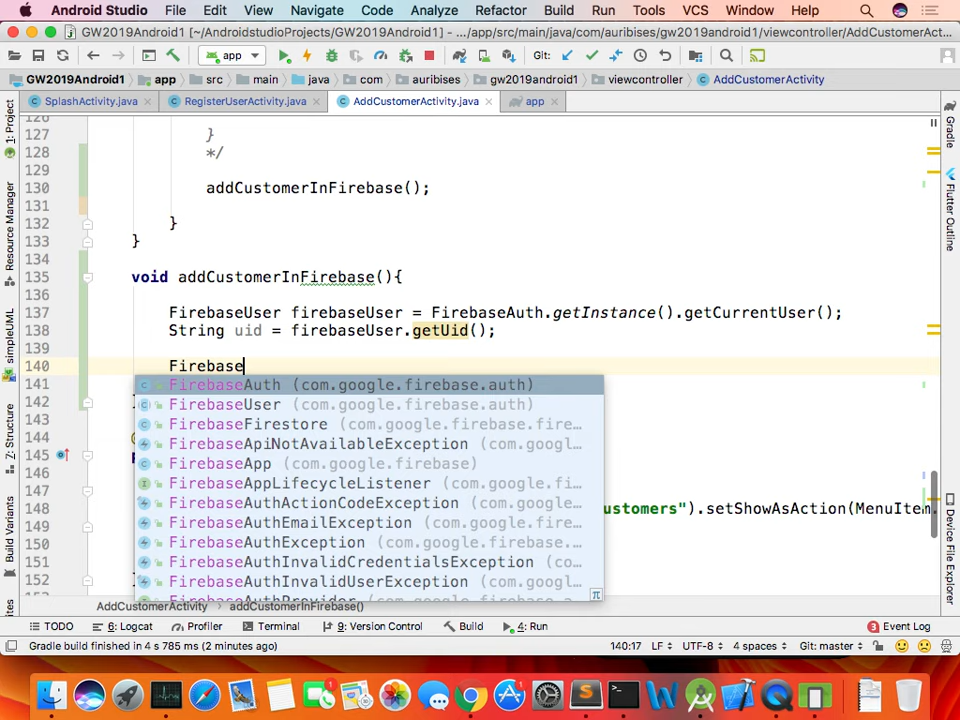 Android Studio File Edit View Navigate Code Analyze Refactor Build Run Tools VCS Window Help
GW2019Android1 [~/AndroidstudioProjects/GW2019Android1] - .../app/src/main/java/com/auribises/gw2019android1/viewcontroller/AddCustomerAct...
app Git:
GW2019Android1 app src main java com auribises gw2019android1 viewcontroller AddCustomerActivity
SplashActivity.java RegisterUserActivity.java AddCustomerActivity.java app
126
127 }
128 */
129
130 addCustomerInFirebase();
131
132 }
133 }
134
135 void addCustomerInFirebase(){
136
137 FirebaseUser firebaseUser = FirebaseAuth.getInstance().getCurrentUser();
138 String uid = firebaseUser.getUid();
139
140 Firebase
141 FirebaseAuth (com.google.firebase.auth)
142 FirebaseUser (com.google.firebase.auth)
143 FirebaseFirestore (com.google.firebase.fire...
144 FirebaseApiNotAvailableException (com.googl...
145 FirebaseApp (com.google.firebase)
146 FirebaseAppLifecycleListener (com.google.fi...
147 FirebaseAuthActionCodeException (com.google...
148 ustomers").setShowAsAction(MenuItem.
149 FirebaseAuthEmailException (com.google.fire...
150 FirebaseAuthException (com.google.firebase....
151 FirebaseAuthInvalidCredentialsException (co...
152 FirebaseAuthInvalidUserException (com.googl...
FirebaseAuthProvider (com.google.firebase.a...
AddCustomerActivity addCustomerInFirebase()
1: Project
Resource Manager
simpleUML
Z: Structure
Build Variants
Gradle
Flutter Outline
Device File Explorer
TODO 6: Logcat Profiler Terminal 9: Version Control Build 4: Run 3 Event Log
Gradle build finished in 4 s 785 ms (2 minutes ago) 140:17 LF UTF-8 4 spaces Git: master